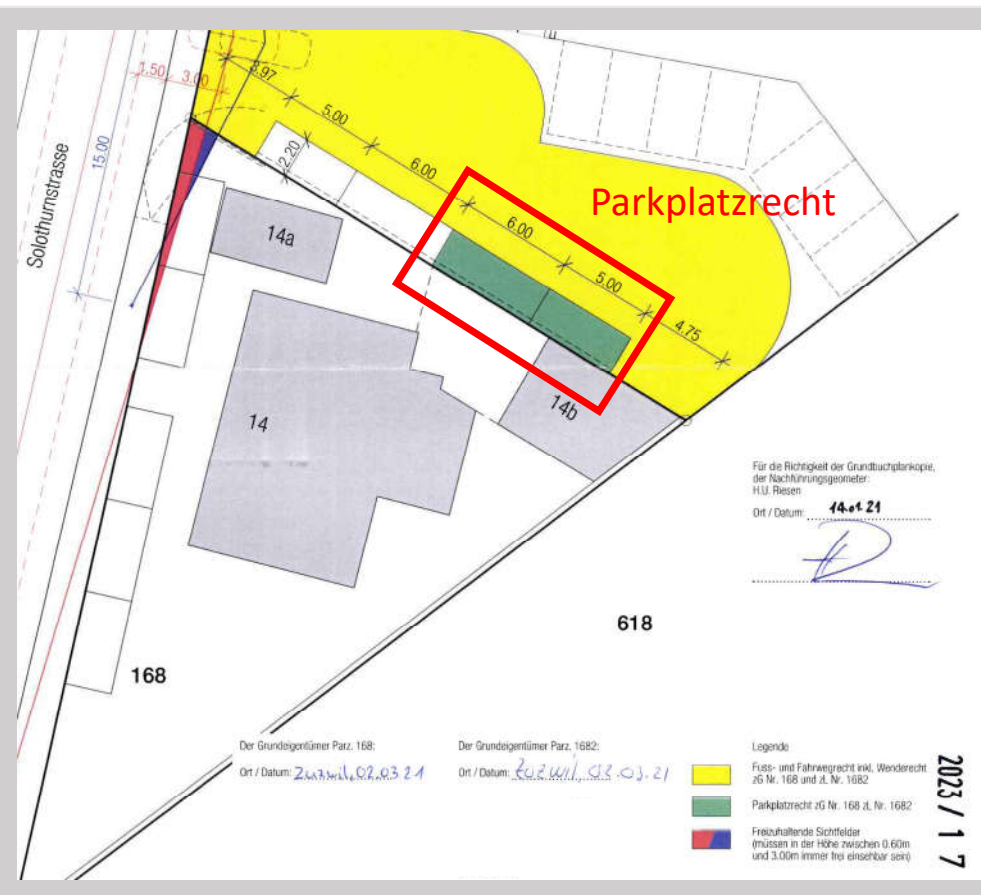 1.50
3.00
3.97
5.00
6.00
2.20
6.00
5.00
4.75
15.00
Solothurnstrasse
Parkplatzrecht
14a
14
14b
Für die Richtigkeit der Grundbuchplankopie,
der Nachführungsgeometer:
H.U. Riesen
Ort / Datum: 14.01.21
618
168
Der Grundeigentümer Parz. 168:
Ort / Datum: Zuzwil, 02.03.21
Der Grundeigentümer Parz. 1682:
Ort / Datum: Zuzwil, 02.03.21
Legende
Fuss- und Fahrwegrecht inkl. Wenderecht
zG Nr. 168 und zL Nr. 1682
Parkplatzrecht zG Nr. 168 zL Nr. 1682
Freizuhaltende Sichtfelder
(müssen in der Höhe zwischen 0.60m
und 3.00m immer frei einsehbar sein)
2023 / 17